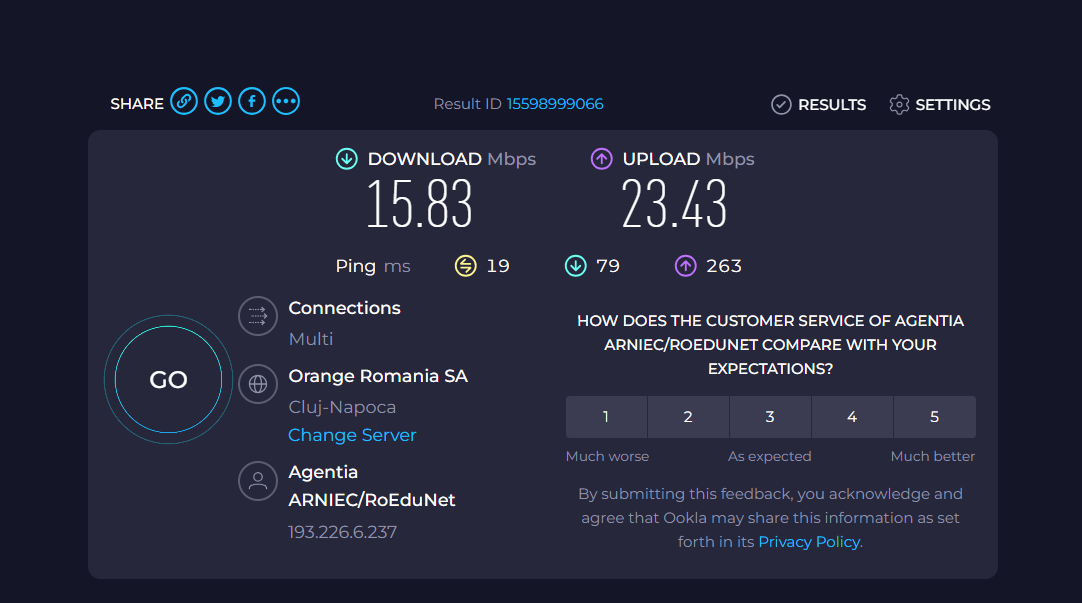 SHARE
Result ID 15598999066
RESULTS
SETTINGS
DOWNLOAD Mbps
15.83
UPLOAD Mbps
23.43
Ping ms
19
79
263
GO
Connections
Multi
Orange Romania SA
Cluj-Napoca
Change Server
Agentia
ARNIEC/RoEduNet
193.226.6.237
HOW DOES THE CUSTOMER SERVICE OF AGENTIA
ARNIEC/ROEDUNET COMPARE WITH YOUR
EXPECTATIONS?
1 2 3 4 5
Much worse As expected Much better
By submitting this feedback, you acknowledge and
agree that Ookla may share this information as set
forth in its Privacy Policy.